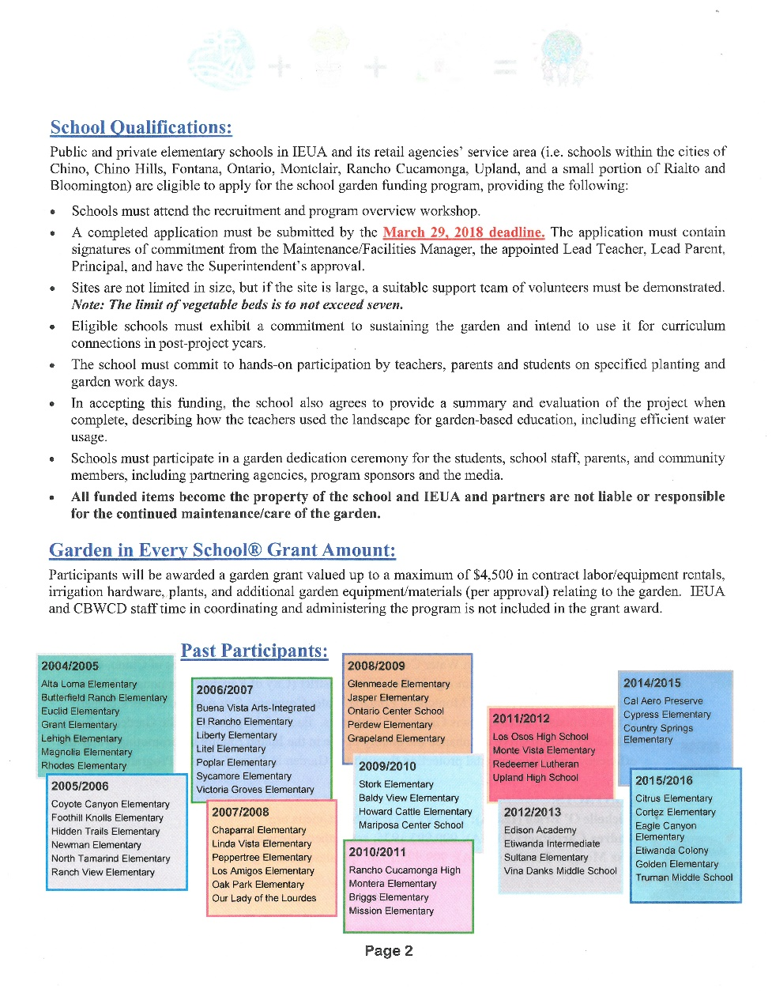 + + =
School Qualifications:
Public and private elementary schools in IEUA and its retail agencies' service area (i.e. schools within the cities of
Chino, Chino Hills, Fontana, Ontario, Montclair, Rancho Cucamonga, Upland, and a small portion of Rialto and
Bloomington) are eligible to apply for the school garden funding program, providing the following:
• Schools must attend the recruitment and program overview workshop.
• A completed application must be submitted by the March 29, 2018 deadline. The application must contain
signatures of commitment from the Maintenance/Facilities Manager, the appointed Lead Teacher, Lead Parent,
Principal, and have the Superintendent's approval.
• Sites are not limited in size, but if the site is large, a suitable support team of volunteers must be demonstrated.
Note: The limit of vegetable beds is to not exceed seven.
• Eligible schools must exhibit a commitment to sustaining the garden and intend to use it for curriculum
connections in post-project years.
• The school must commit to hands-on participation by teachers, parents and students on specified planting and
garden work days.
• In accepting this funding, the school also agrees to provide a summary and evaluation of the project when
complete, describing how the teachers used the landscape for garden-based education, including efficient water
usage.
• Schools must participate in a garden dedication ceremony for the students, school staff, parents, and community
members, including partnering agencies, program sponsors and the media.
• All funded items become the property of the school and IEUA and partners are not liable or responsible
for the continued maintenance/care of the garden.
Garden in Every School® Grant Amount:
Participants will be awarded a garden grant valued up to a maximum of $4,500 in contract labor/equipment rentals,
irrigation hardware, plants, and additional garden equipment/materials (per approval) relating to the garden. IEUA
and CBWCD staff time in coordinating and administering the program is not included in the grant award.
Past Participants:
2004/2005
Alta Loma Elementary
Butterfield Ranch Elementary
Euclid Elementary
Grant Elementary
Lehigh Elementary
Magnolia Elementary
Rhodes Elementary
2005/2006
Coyote Canyon Elementary
Foothill Knolls Elementary
Hidden Trails Elementary
Newman Elementary
North Tamarind Elementary
Ranch View Elementary
2006/2007
Buena Vista Arts-Integrated
El Rancho Elementary
Liberty Elementary
Litel Elementary
Poplar Elementary
Sycamore Elementary
Victoria Groves Elementary
2007/2008
Chaparral Elementary
Linda Vista Elementary
Peppertree Elementary
Los Amigos Elementary
Oak Park Elementary
Our Lady of the Lourdes
2008/2009
Glenmeade Elementary
Jasper Elementary
Ontario Center School
Perdew Elementary
Grapeland Elementary
2009/2010
Stork Elementary
Baldy View Elementary
Howard Cattle Elementary
Mariposa Center School
2010/2011
Rancho Cucamonga High
Montera Elementary
Briggs Elementary
Mission Elementary
2011/2012
Los Osos High School
Monte Vista Elementary
Redeemer Lutheran
Upland High School
2012/2013
Edison Academy
Etiwanda Intermediate
Sultana Elementary
Vina Danks Middle School
2014/2015
Cal Aero Preserve
Cypress Elementary
Country Springs
Elementary
2015/2016
Citrus Elementary
Cortez Elementary
Eagle Canyon
Elementary
Etiwanda Colony
Golden Elementary
Truman Middle School
Page 2